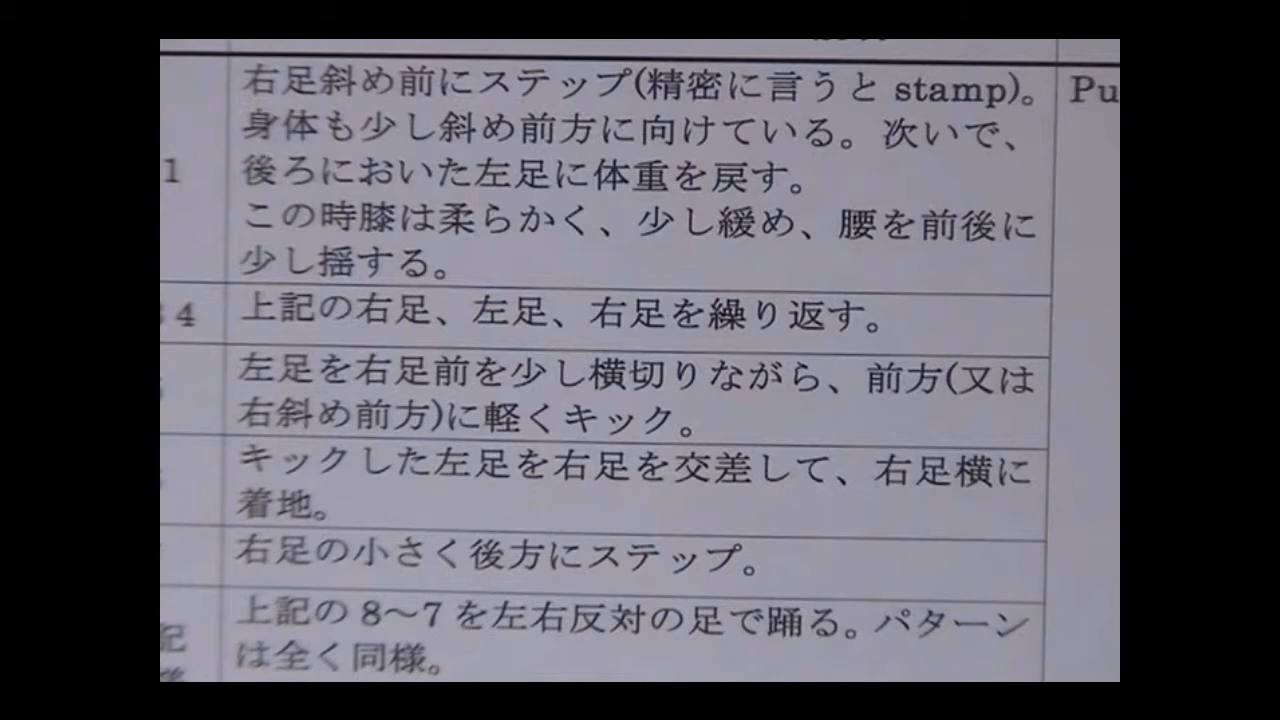 右足斜め前にステップ(精密に言うと stamp)。 Pu
身体も少し斜め前方に向けている。次いで、
1 後ろにおいた左足に体重を戻す。
この時膝は柔らかく、少し緩め、腰を前後に
少し揺する。
4 上記の右足、左足、右足を繰り返す。
左足を右足前を少し横切りながら、前方(又は
右斜め前方)に軽くキック。
キックした左足を右足を交差して、右足横に
着地。
右足の小さく後方にステップ。
上記の 8〜7 を左右反対の足で踊る。パターン
記 は全く同様。